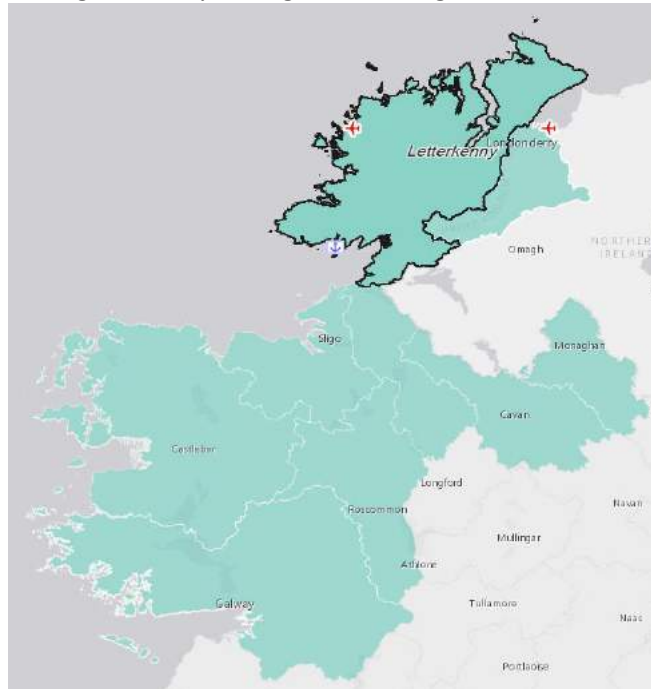 Letterkenny
Londonderry
Omagh
NORTHERN
IRELAND
Sligo
Monaghan
Cavan
Castlebar
Longford
Navan
Roscommon
Mullingar
Athlone
Galway
Tullamore
Naas
Portlaoise